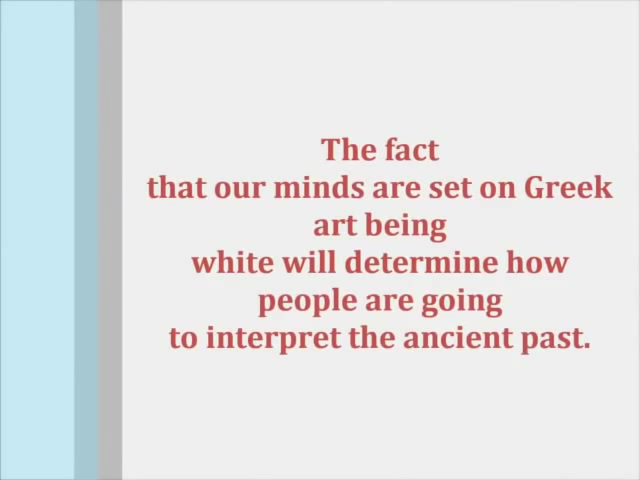 The fact
that our minds are set on Greek
art being
white will determine how
people are going
to interpret the ancient past.